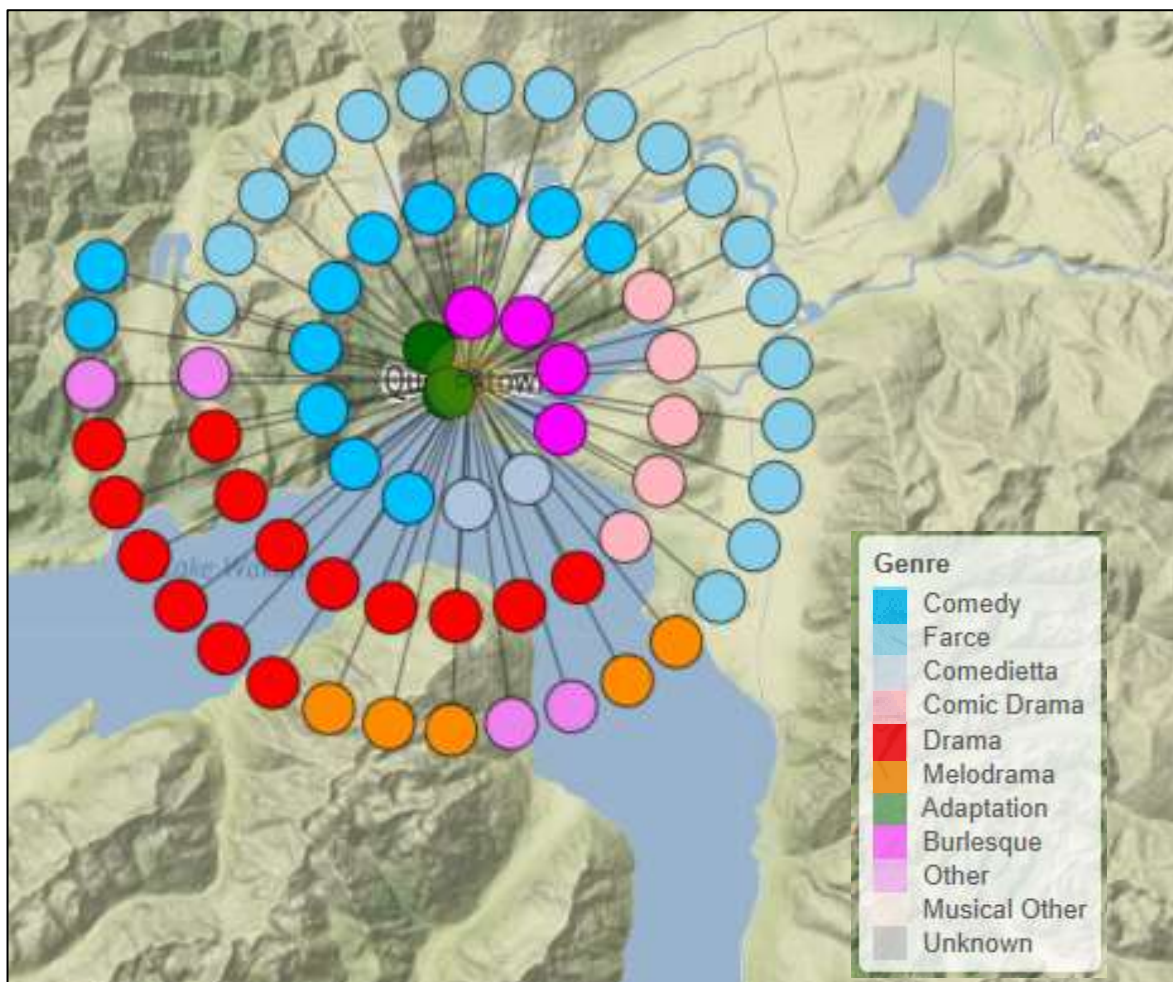 Genre
Comedy
Farce
Comedietta
Comic Drama
Drama
Melodrama
Adaptation
Burlesque
Other
Musical Other
Unknown